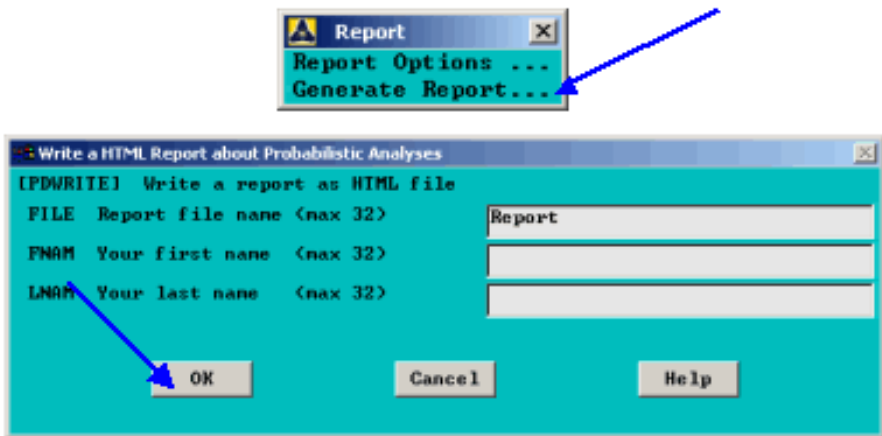 Report
Report Options ...
Generate Report...
Write a HTML Report about Probabilistic Analyses
[PDWRITE] Write a report as HTML file
FILE Report file name (max 32) Report
FNAM Your first name (max 32)
LNAM Your last name (max 32)
OK Cancel Help